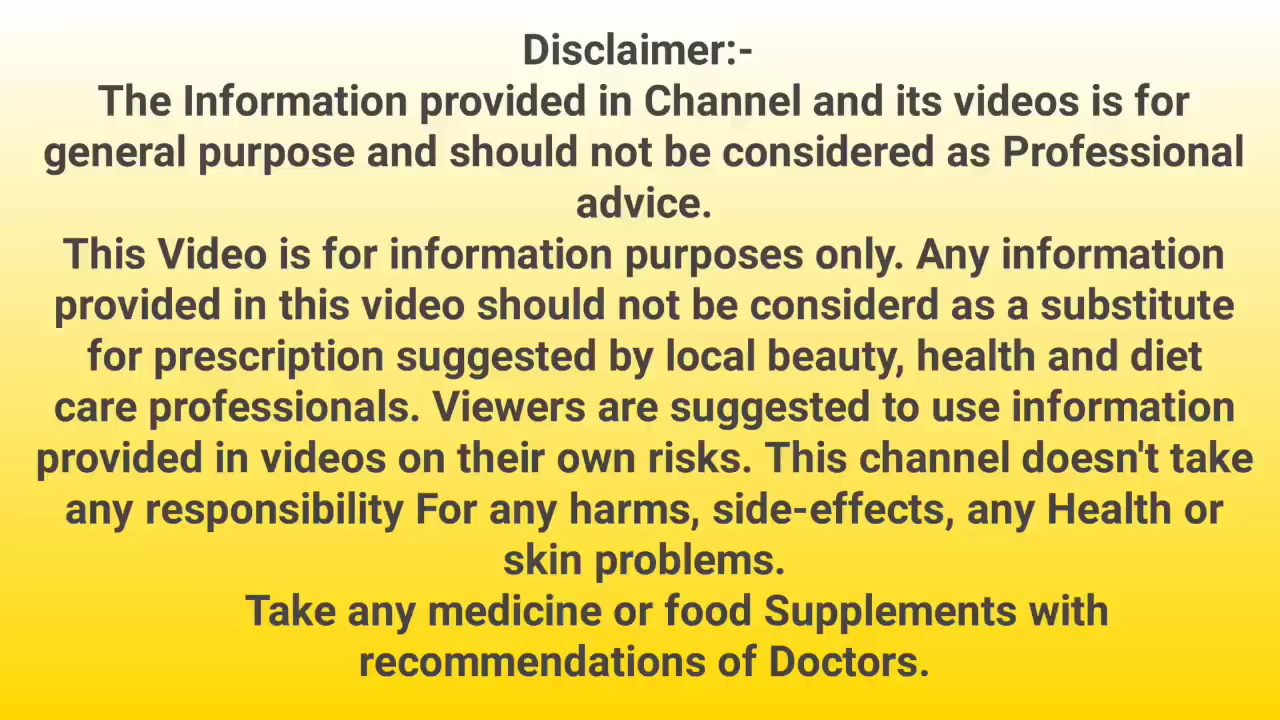 Disclaimer:-
The Information provided in Channel and its videos is for
general purpose and should not be considered as Professional
advice.
This Video is for information purposes only. Any information
provided in this video should not be considerd as a substitute
for prescription suggested by local beauty, health and diet
care professionals. Viewers are suggested to use information
provided in videos on their own risks. This channel doesn't take
any responsibility For any harms, side-effects, any Health or
skin problems.
Take any medicine or food Supplements with
recommendations of Doctors.